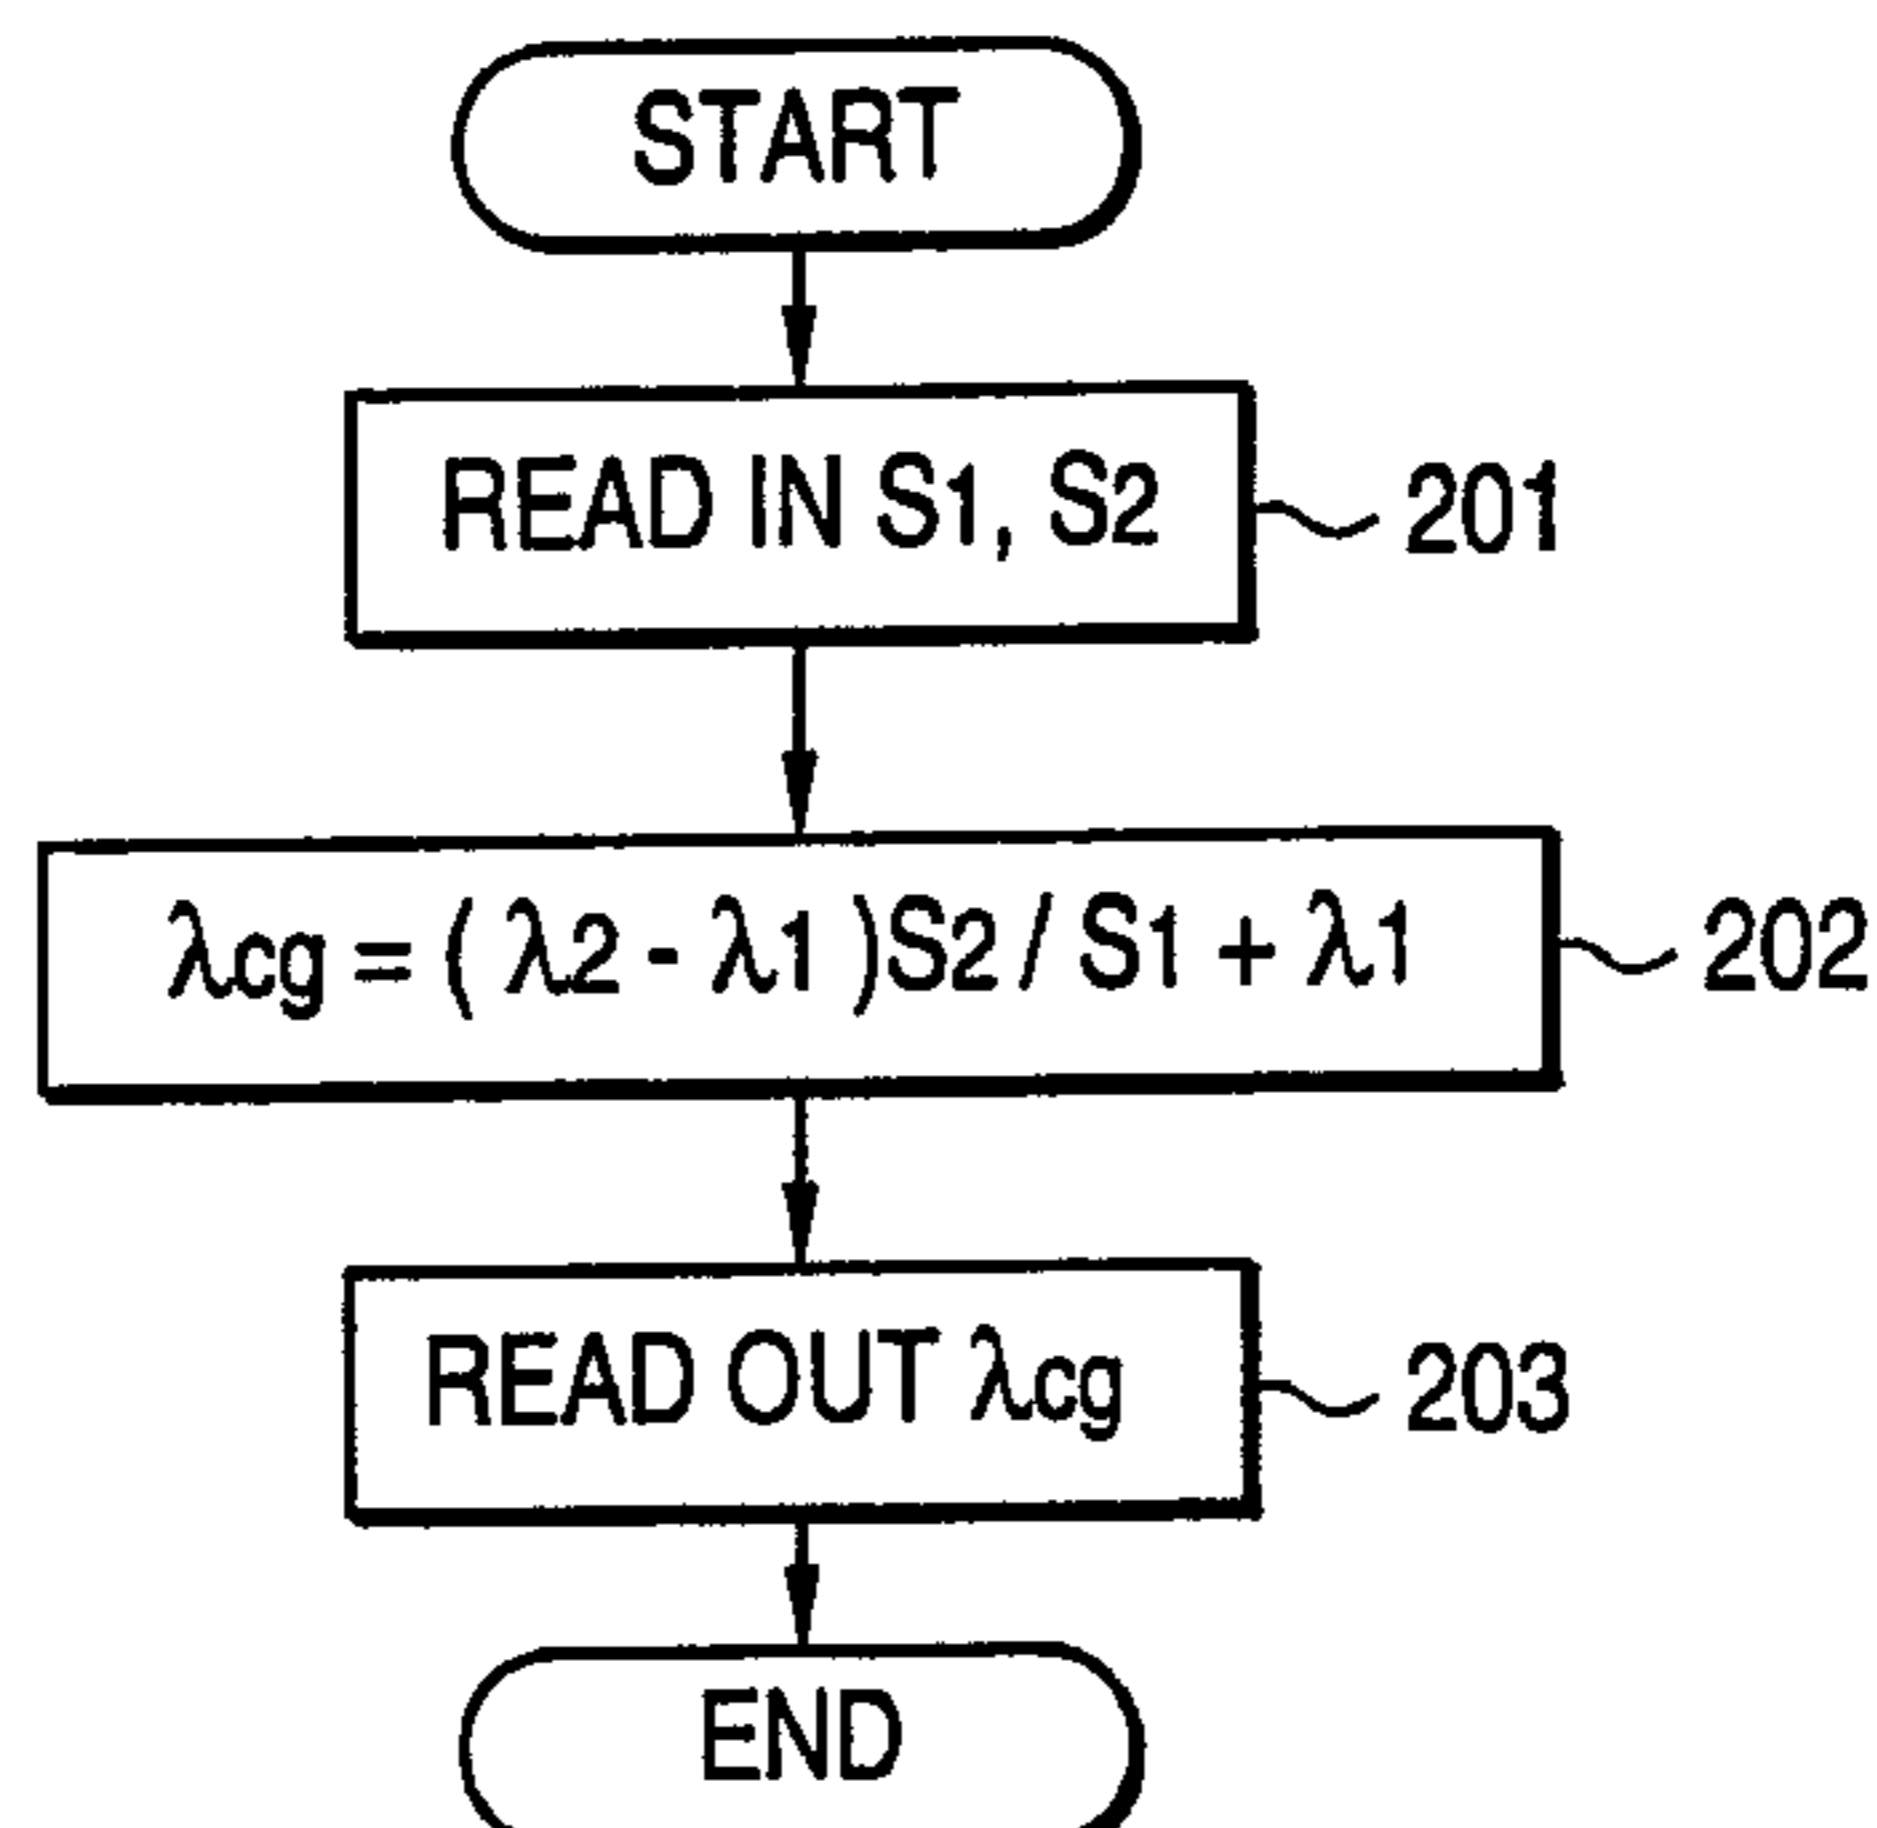 START
READ IN S1, S2
201
λcg = ( λ2 - λ1 )S2 / S1 + λ1
202
READ OUT λcg
203
END